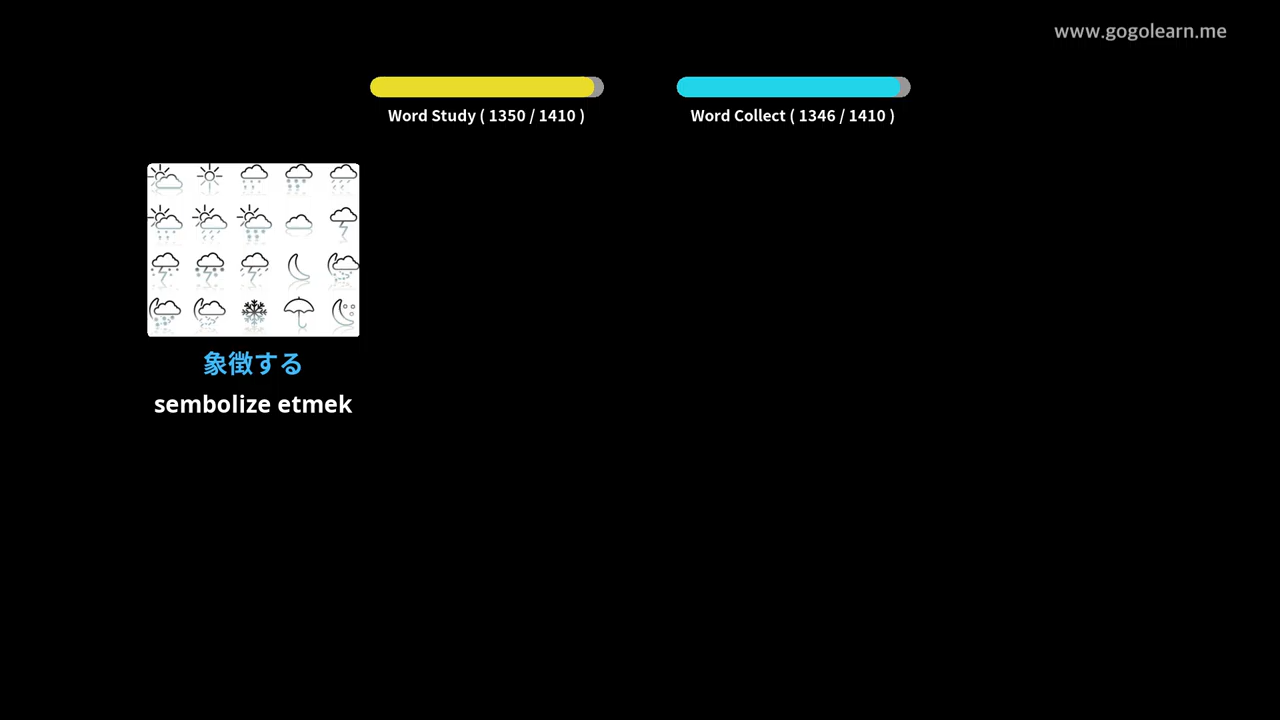 www.gogolearn.me
Word Study ( 1350 / 1410 )
Word Collect ( 1346 / 1410 )
象徴する
sembolize etmek